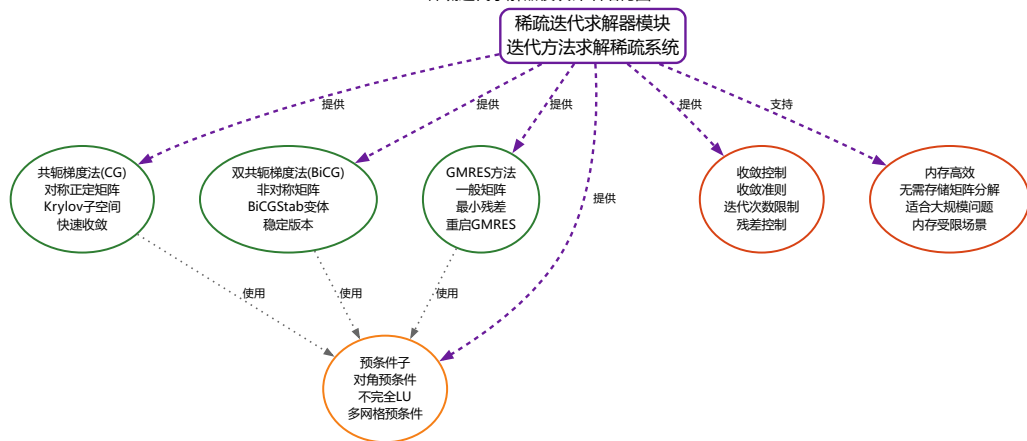 稀疏迭代求解器模块
迭代方法求解稀疏系统
提供
提供
提供
提供
支持
提供
共轭梯度法(CG)
对称正定矩阵
Krylov子空间
快速收敛
双共轭梯度法(BiCG)
非对称矩阵
BiCGStab变体
稳定版本
GMRES方法
一般矩阵
最小残差
重启GMRES
收敛控制
收敛准则
迭代次数限制
残差控制
内存高效
无需存储矩阵分解
适合大规模问题
内存受限场景
使用
使用
使用
预条件子
对角预条件
不完全LU
多网格预条件